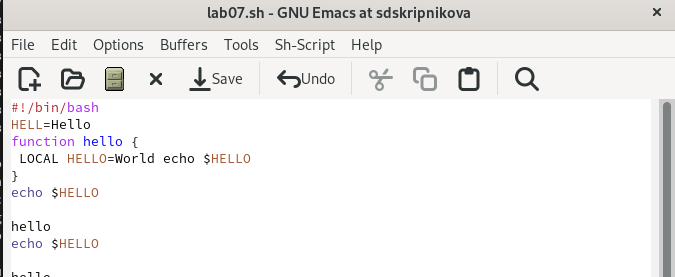 lab07.sh - GNU Emacs at sdskripnikova ×
File Edit Options Buffers Tools Sh-Script Help
Save Undo
#!/bin/bash
HELL=Hello
function hello {
 LOCAL HELLO=World echo $HELLO
}
echo $HELLO
hello
echo $HELLO
hello